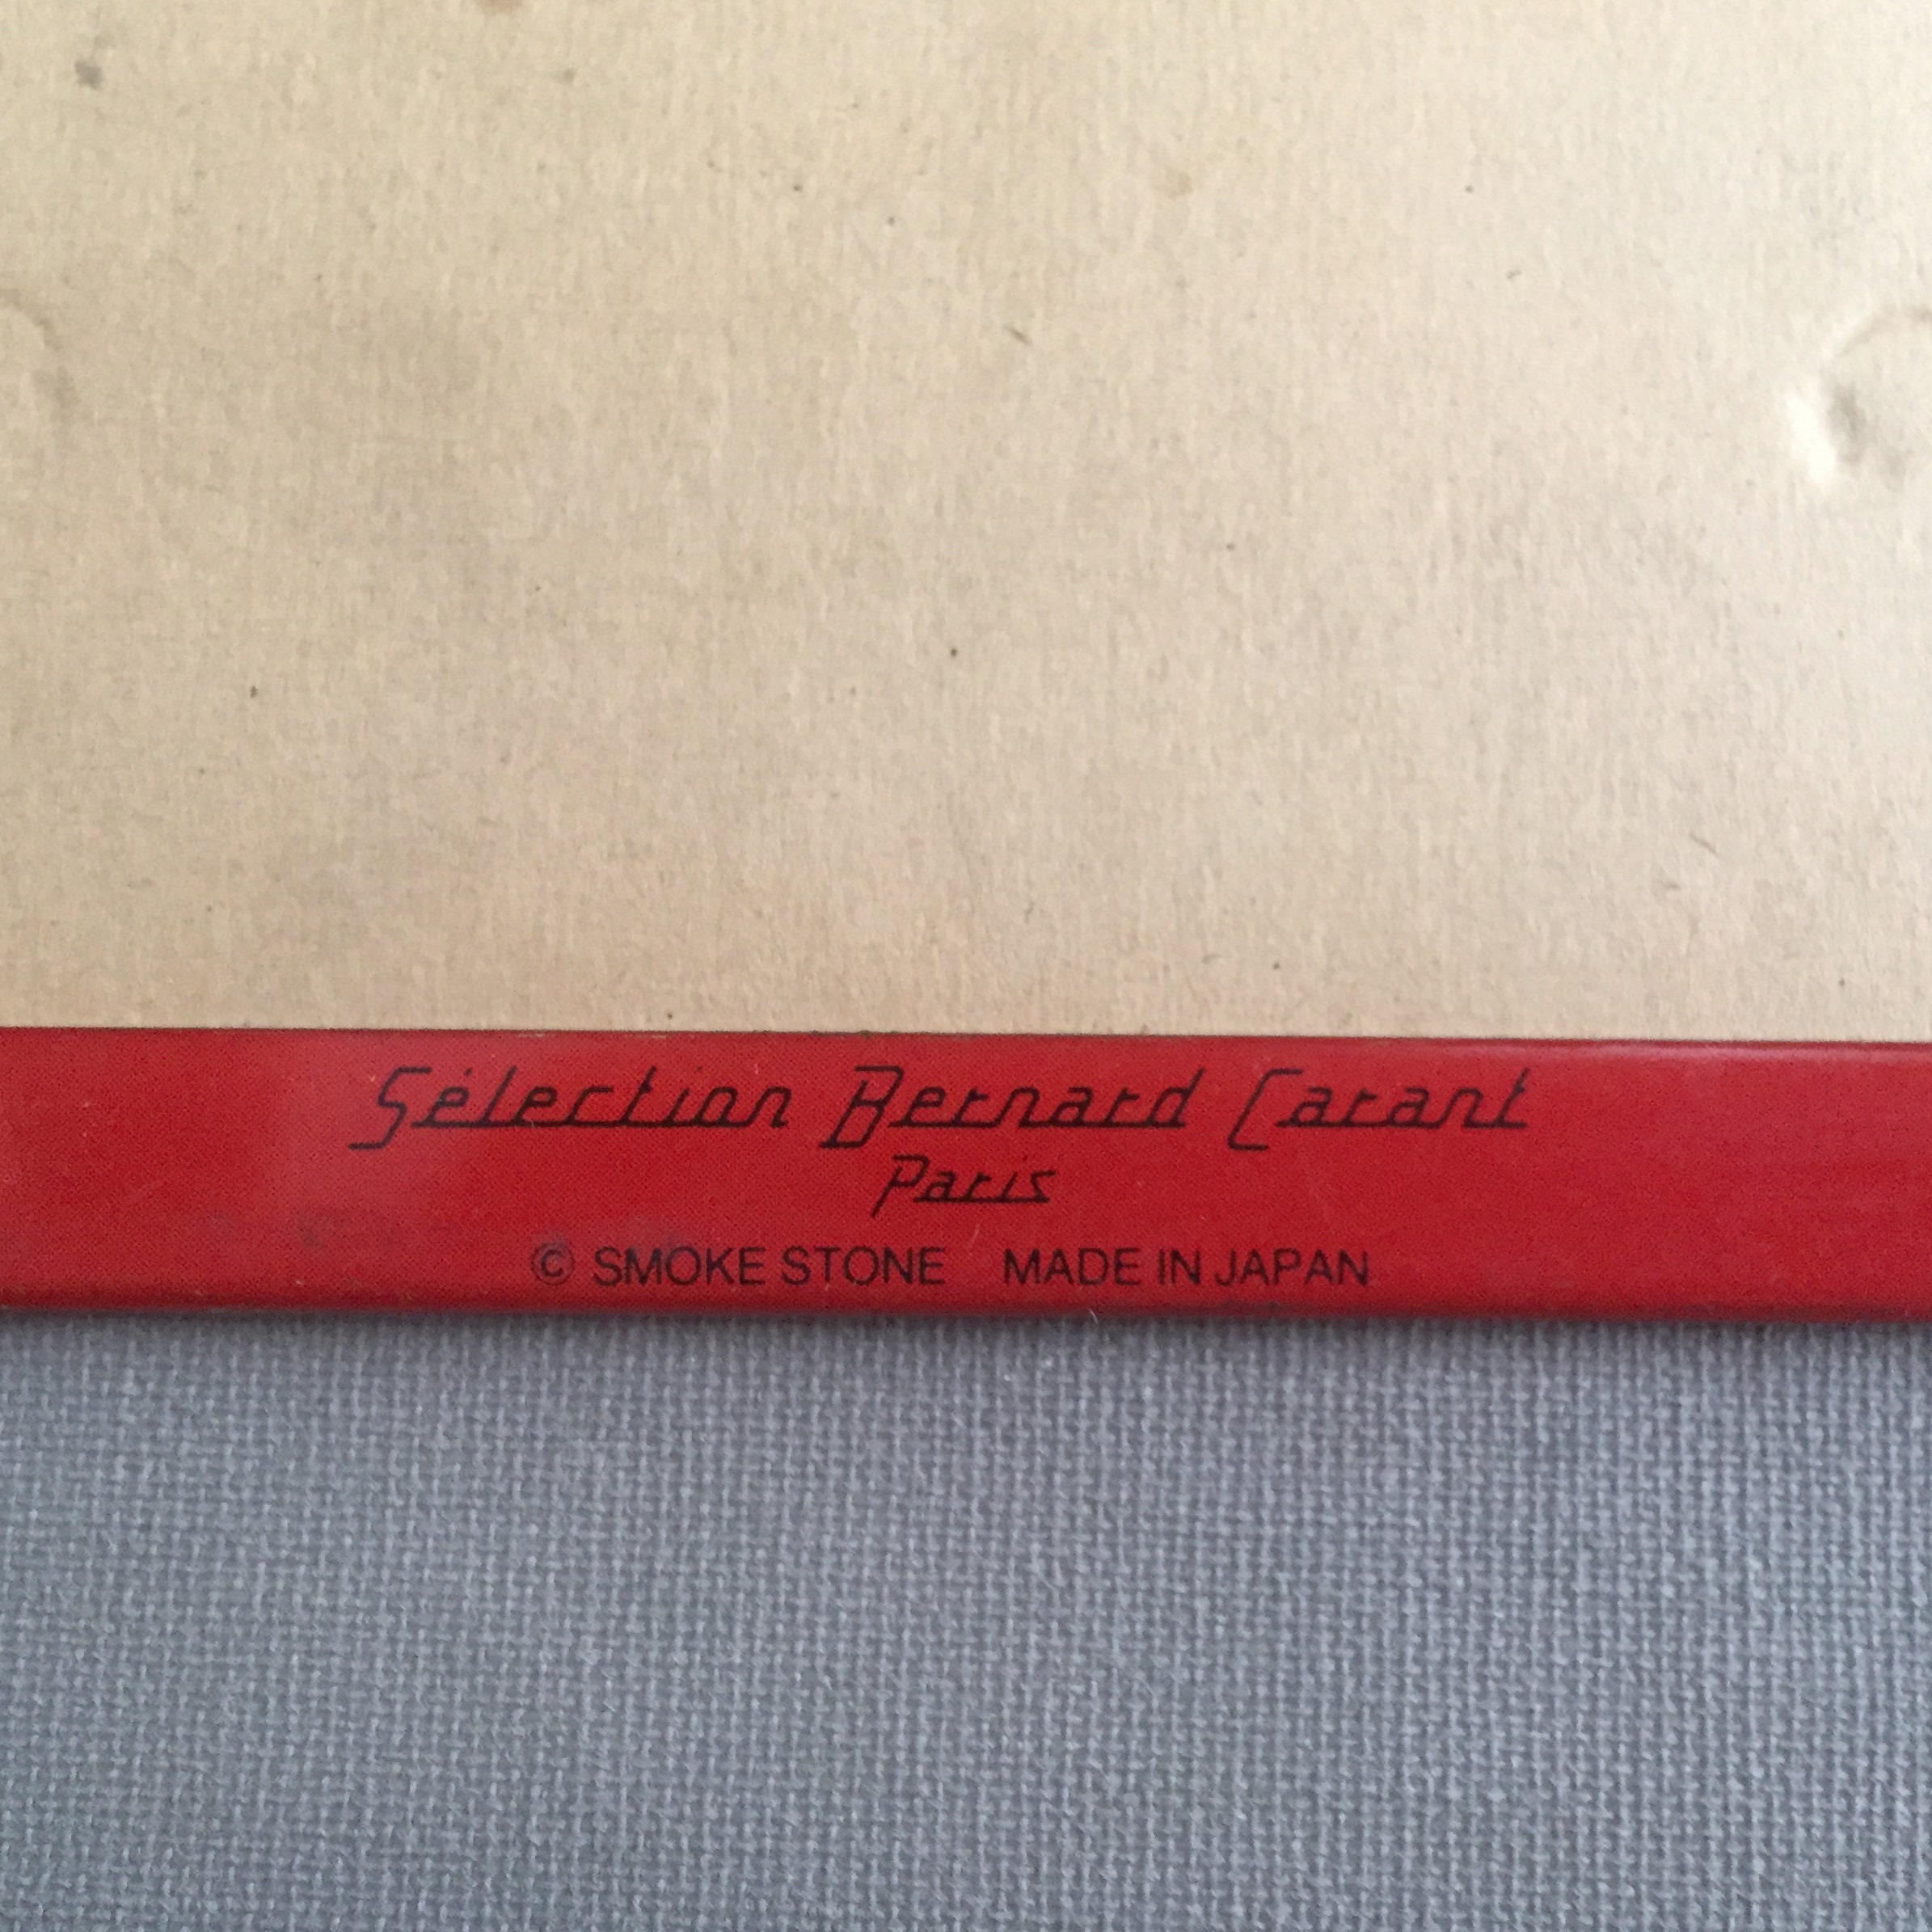 Sélection Bernard Carant
Paris
© SMOKE STONE MADE IN JAPAN